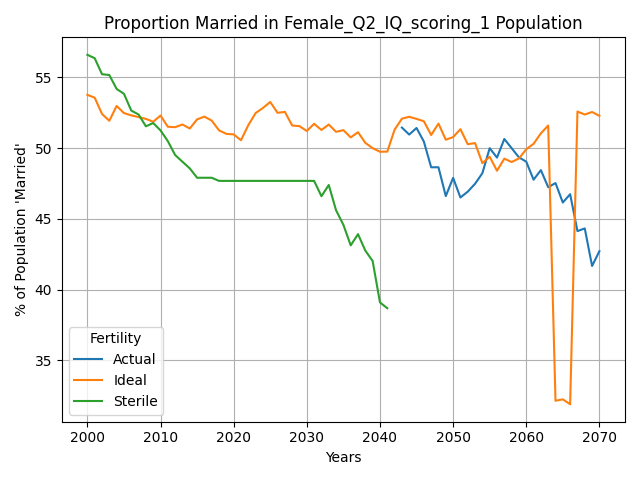 Proportion Married in Female_Q2_IQ_scoring_1 Population
% of Population 'Married'
55
50
45
40
35
Fertility
Actual
Ideal
Sterile
2000 2010 2020 2030 2040 2050 2060 2070
Years